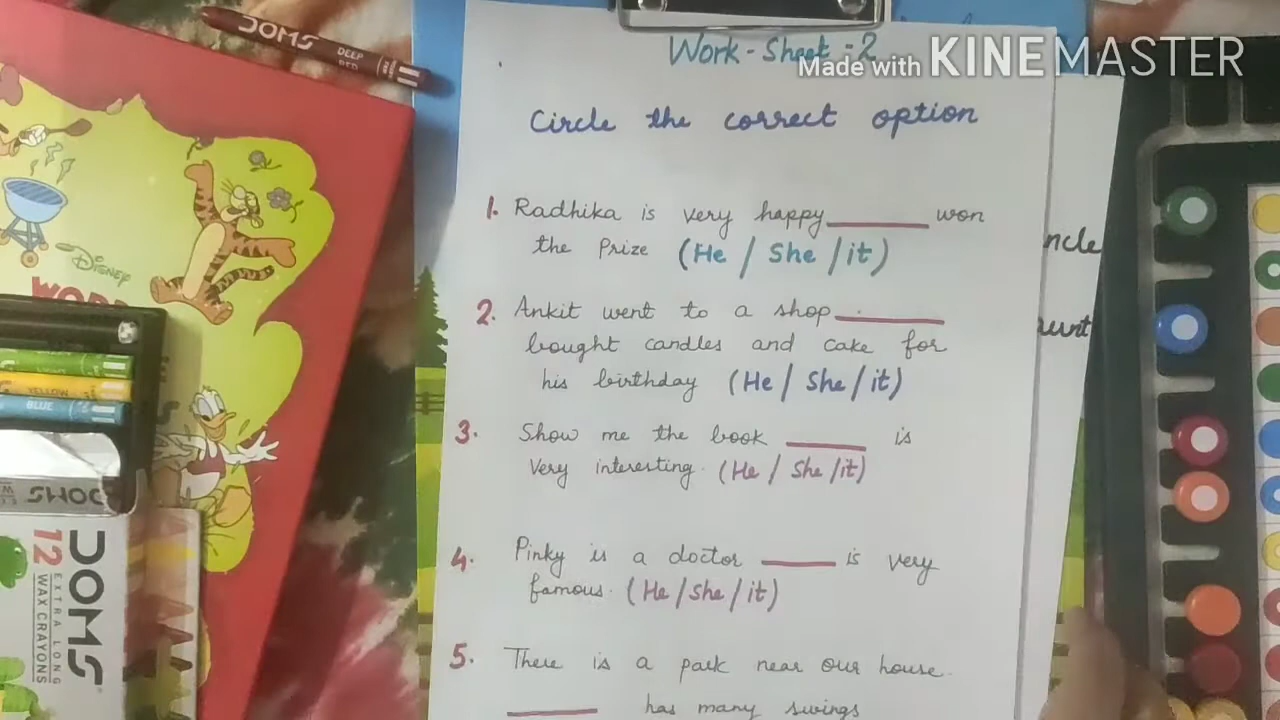 DOMS
DEEP
RED
Work-Sheet-2
Made with KINEMASTER
Circle the correct option
1. Radhika is very happy ______ won
the Prize (He / She / it)
2. Ankit went to a shop ______
bought candles and cake for
his birthday (He / She / it)
3. Show me the book ______ is
Very interesting. (He / She / it)
4. Pinky is a doctor ______ is very
famous. (He / She / it)
5. There is a park near our house.
______ has many swings
ncle
aunt
Disney
YELLOW
BLUE
DOMS
DOMS
12
EXTRA LONG
WAX CRAYONS